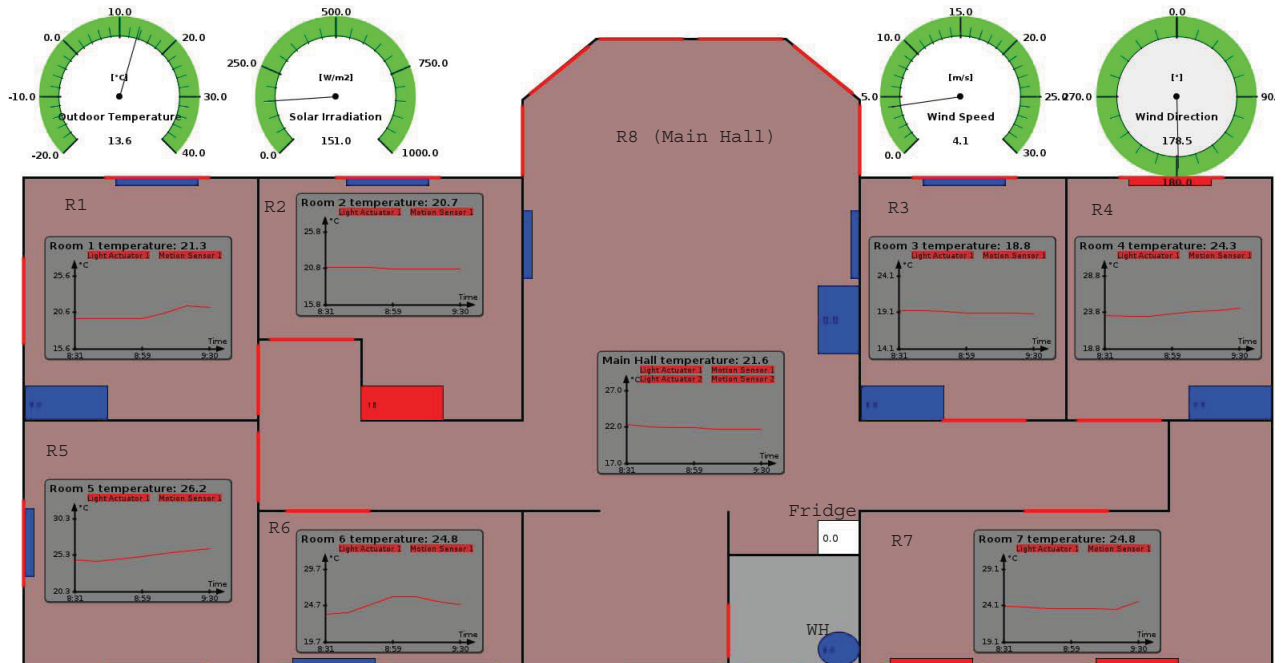 10.0
0.0
20.0
[°C]
-10.0
30.0
Outdoor Temperature
13.6
-20.0
40.0
500.0
250.0
750.0
[W/m2]
Solar Irradiation
151.0
0.0
1000.0
15.0
10.0
20.0
[m/s]
5.0
25.0
Wind Speed
4.1
0.0
30.0
0.0
[°]
270.0
90.
Wind Direction
178.5
180.0
R8 (Main Hall)
R1
Room 1 temperature: 21.3
Light Actuator 1 Motion Sensor 1
°C
25.6
20.6
15.6
Time
8:31 8:59 9:30
R2
Room 2 temperature: 20.7
Light Actuator 1 Motion Sensor 1
°C
25.8
20.8
15.8
Time
8:31 8:59 9:30
R3
Room 3 temperature: 18.8
Light Actuator 1 Motion Sensor 1
°C
24.1
19.1
14.1
Time
8:31 8:59 9:30
R4
Room 4 temperature: 24.3
Light Actuator 1 Motion Sensor 1
°C
28.8
23.8
18.8
Time
8:31 8:59 9:30
Main Hall temperature: 21.6
Light Actuator 1 Motion Sensor 1
Light Actuator 2 Motion Sensor 2
°C
27.0
22.0
17.0
Time
8:31 8:59 9:30
R5
Room 5 temperature: 26.2
Light Actuator 1 Motion Sensor 1
°C
30.3
25.3
20.3
Time
8:31 8:59 9:30
R6
Room 6 temperature: 24.8
Light Actuator 1 Motion Sensor 1
°C
29.7
24.7
19.7
Time
8:31 8:59 9:30
Fridge
0.0
WH
R7
Room 7 temperature: 24.8
Light Actuator 1 Motion Sensor 1
°C
29.1
24.1
19.1
Time
8:31 8:59 9:30